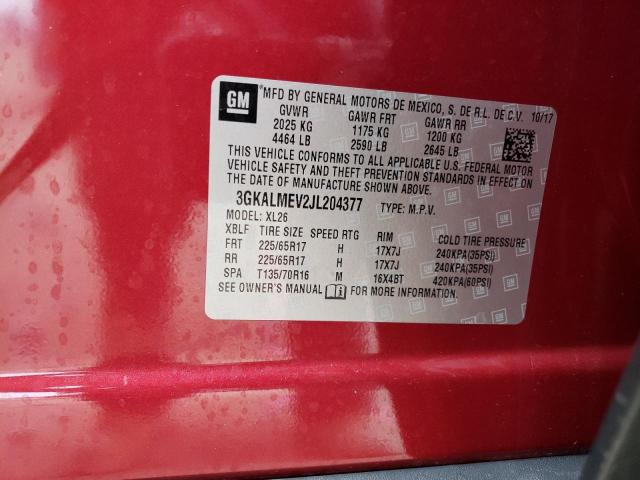 GM MFD BY GENERAL MOTORS DE MEXICO, S. DE R.L. DE C.V. 10/17
GVWR GAWR FRT GAWR RR
2025 KG 1175 KG 1200 KG
4464 LB 2590 LB 2645 LB
THIS VEHICLE CONFORMS TO ALL APPLICABLE U.S. FEDERAL MOTOR
VEHICLE SAFETY AND THEFT PREVENTION STANDARDS IN EFFECT ON
THE DATE OF MANUFACTURE SHOWN ABOVE.
3GKALMEV2JL204377 TYPE: M.P.V.
MODEL: XL26
XBLF TIRE SIZE SPEED RTG RIM COLD TIRE PRESSURE
FRT 225/65R17 H 17X7J 240KPA(35PSI)
RR 225/65R17 H 17X7J 240KPA(35PSI)
SPA T135/70R16 M 16X4BT 420KPA(60PSI)
SEE OWNER'S MANUAL FOR MORE INFORMATION.